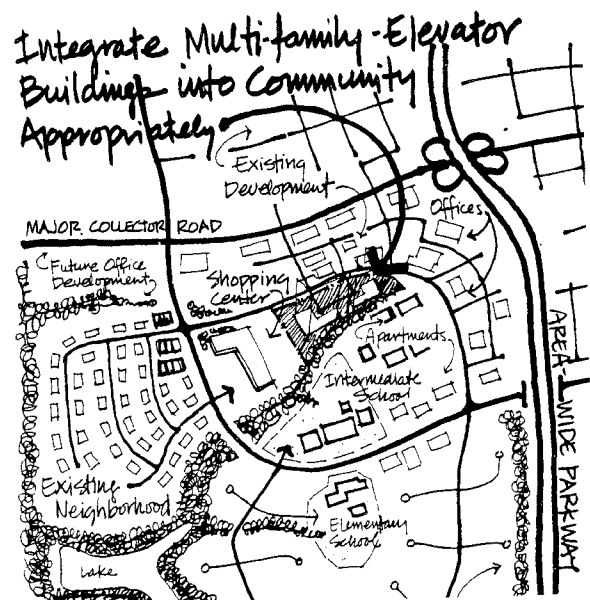 Integrate Multi-family-Elevator
Buildings into Community
Appropriately
Existing
Development
MAJOR COLLECTOR ROAD
Offices
Future Office
Development
Shopping
Center
Apartments
Intermediate
School
AREA-WIDE PARKWAY
Existing
Neighborhood
Elementary
School
Lake